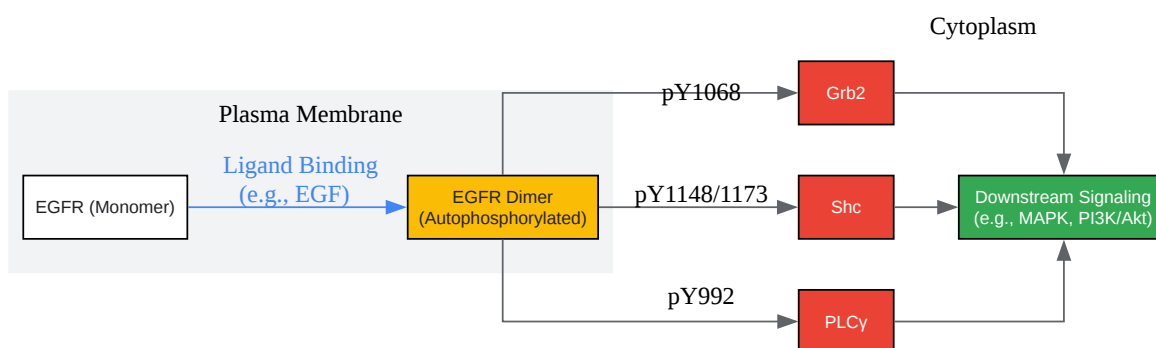 Cytoplasm
Plasma Membrane
pY1068
Grb2
Ligand Binding
(e.g., EGF)
EGFR (Monomer)
EGFR Dimer
(Autophosphorylated)
pY1148/1173
Shc
Downstream Signaling
(e.g., MAPK, PI3K/Akt)
pY992
PLCγ